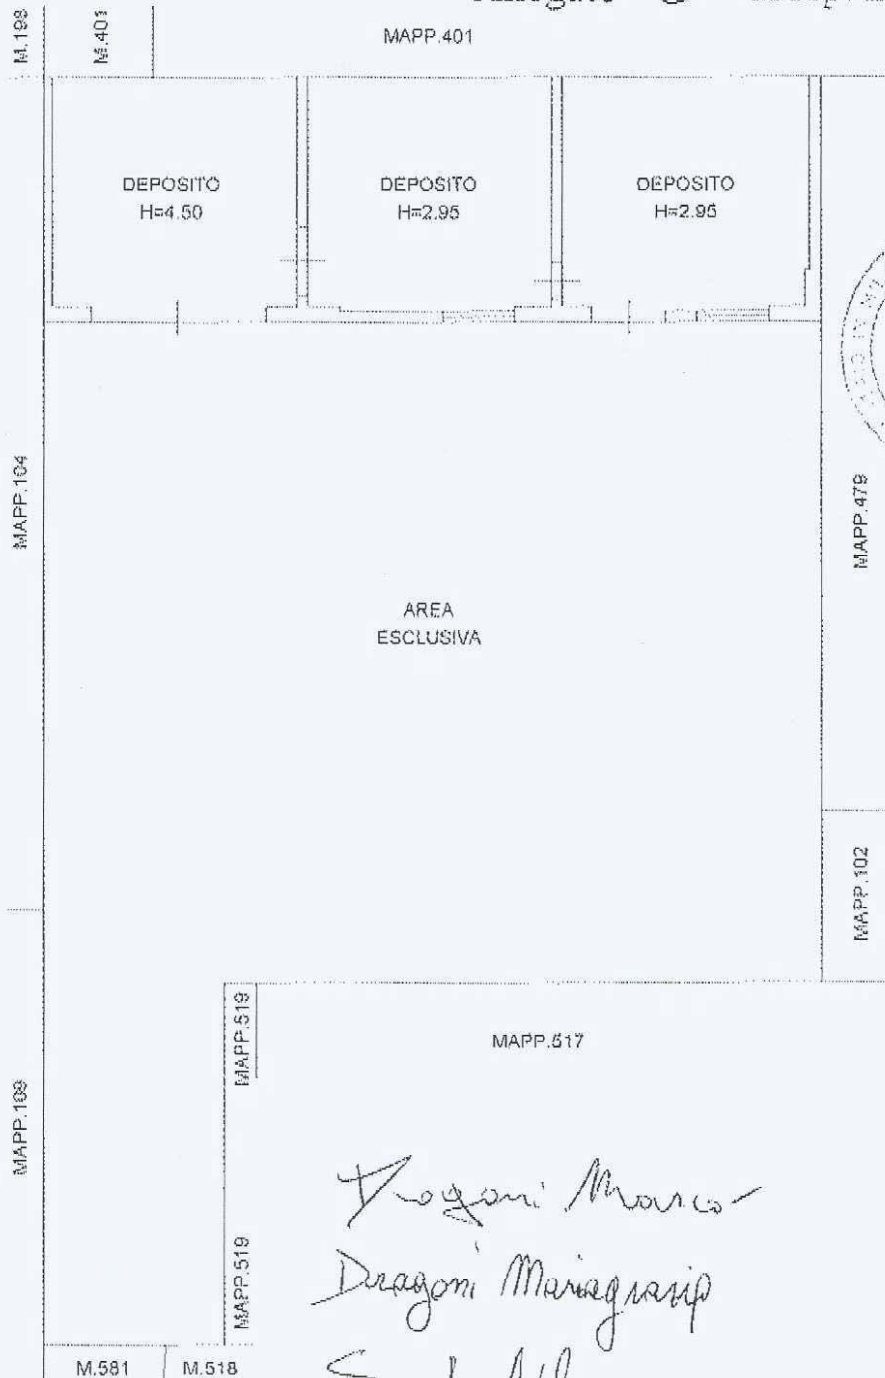 M.198
M.401
MAPP.401
DEPOSITO
H=4.50
DEPOSITO
H=2.95
DEPOSITO
H=2.95
MAPP.104
MAPP.479
AREA
ESCLUSIVA
MAPP.102
MAPP.109
MAPP.519
MAPP.517
Dragoni Marco
Dragoni Mariagrazia
MAPP.519
M.581
M.518